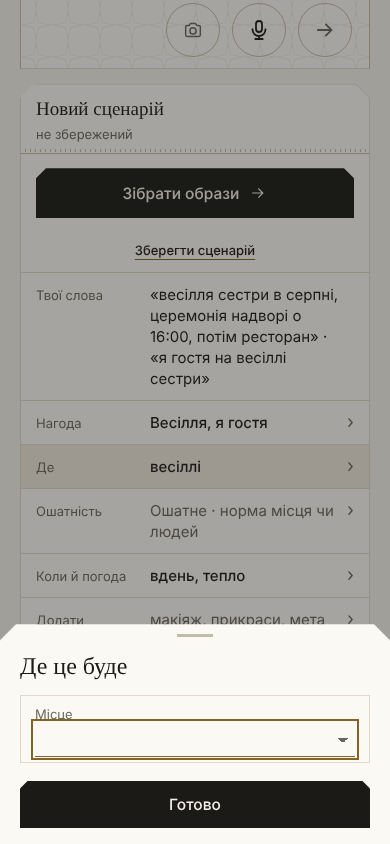 Новий сценарій
не збережений
Зібрати образи →
Зберегти сценарій
Твої слова
«весілля сестри в серпні,
церемонія надворі о
16:00, потім ресторан» ·
«я гостя на весіллі
сестри»
Нагода
Весілля, я гостя
Де
весіллі
Ошатність
Ошатне · норма місця чи
людей
Коли й погода
вдень, тепло
Додати
макіяж, прикраси, мета
Де це буде
Місце
Готово